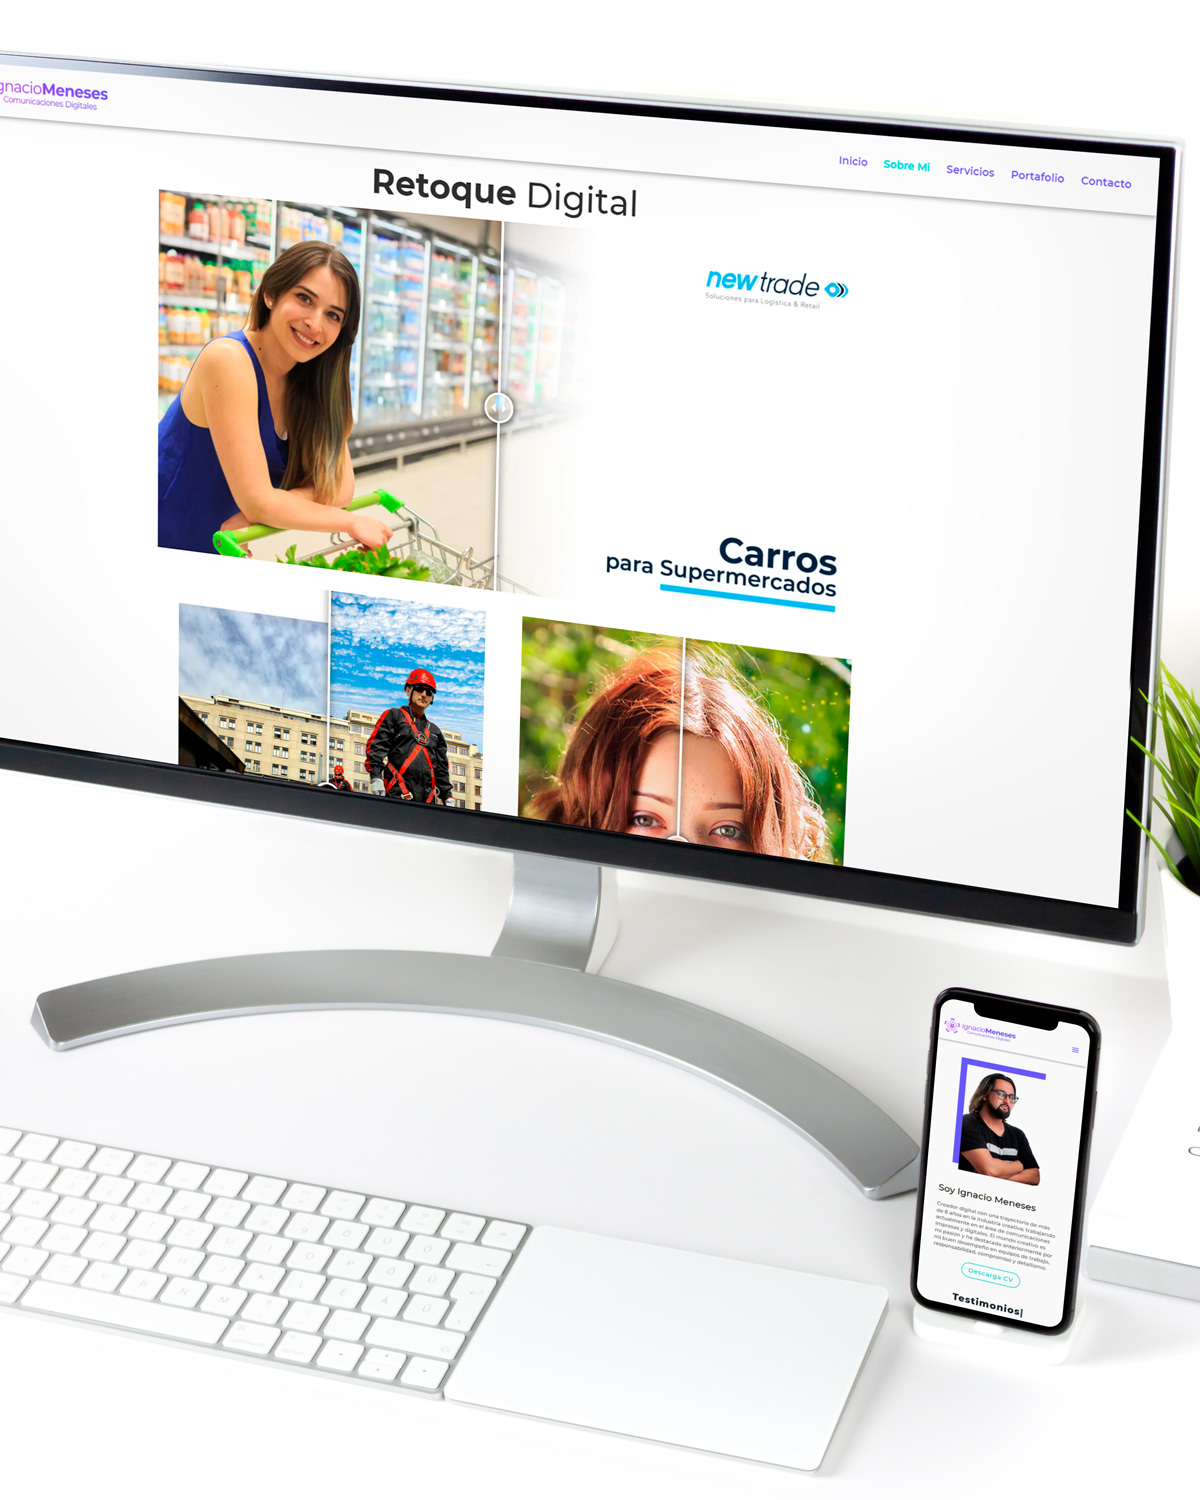 gnacioMeneses
Comunicaciones Digitales
Inicio
Sobre Mi
Servicios
Portafolio
Contacto
Retoque Digital
newtrade
Soluciones para Logística & Retail
Carros
para Supermercados
IgnacioMeneses
Comunicaciones Digitales
Soy Ignacio Meneses
Creador digital con una trayectoria de más
de 8 años en la industria creativa; trabajando
actualmente en el área de comunicaciones
impresas y digitales. El mundo creativo es
mi pasión y he destacado anteriormente por
mi buen desempeño en equipos de trabajo,
responsabilidad, compromiso y detallismo.
Descarga CV
Testimonios|